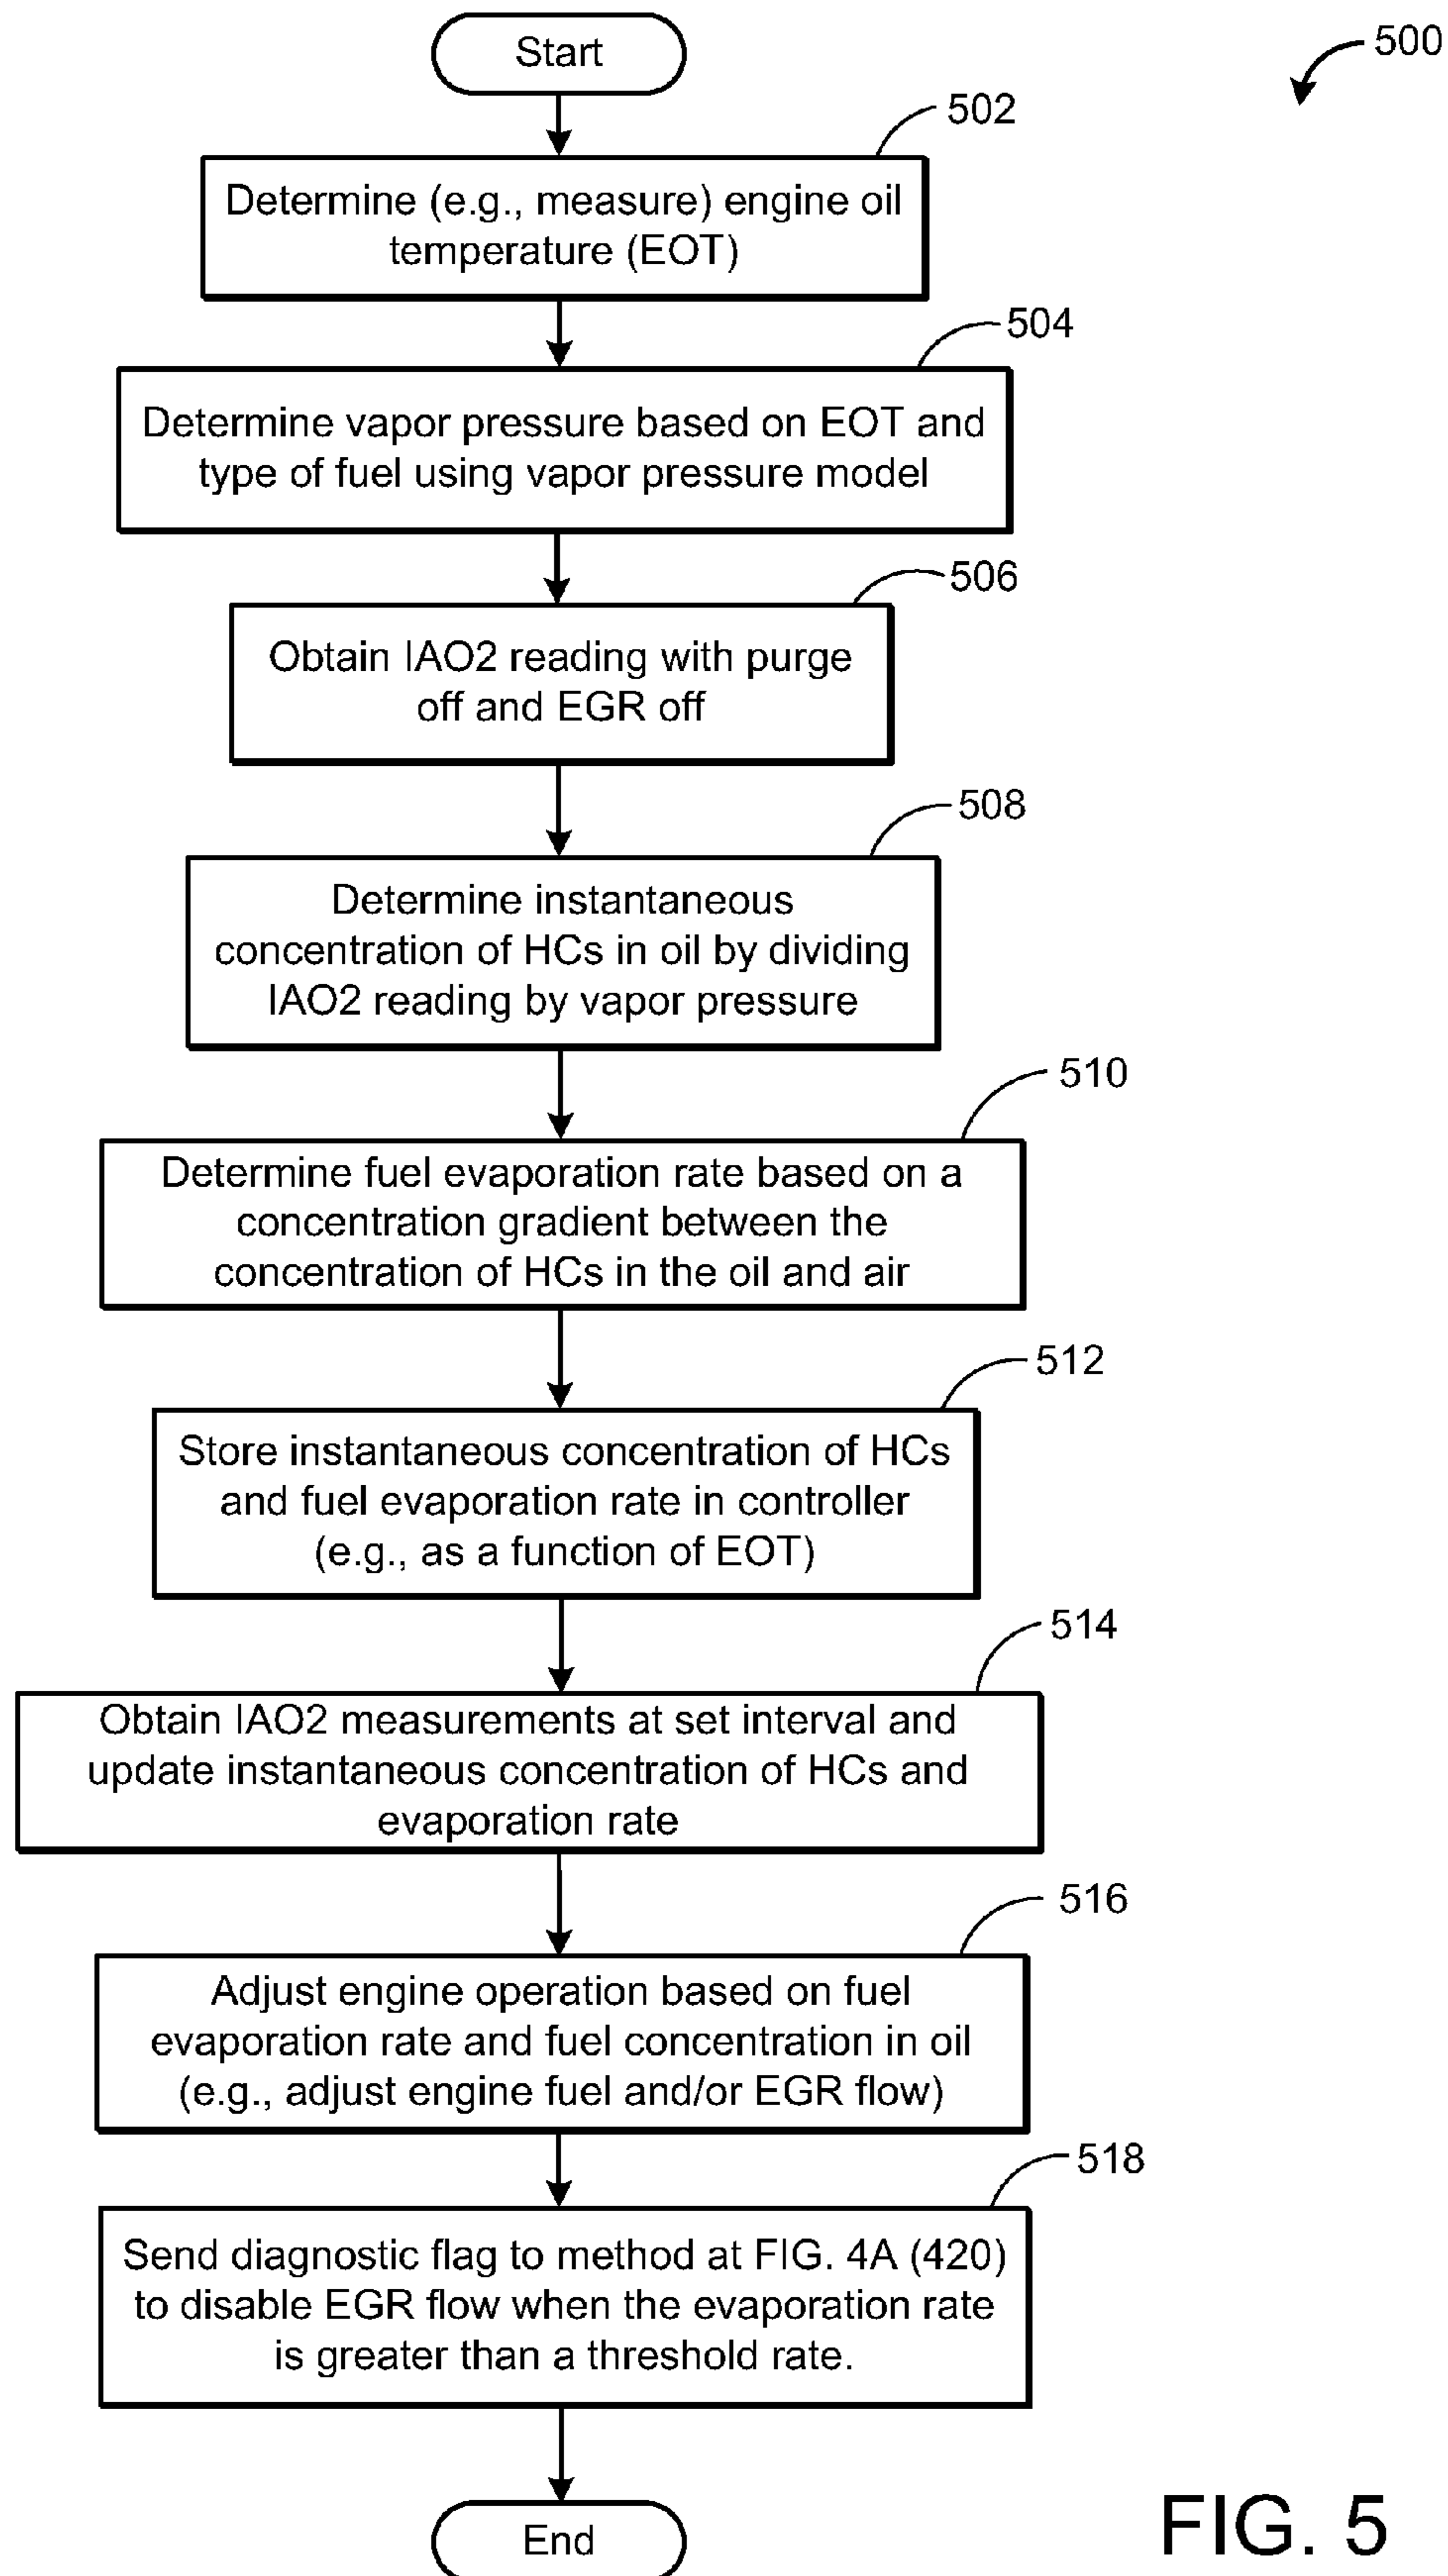 Start
500
502
Determine (e.g., measure) engine oil
temperature (EOT)
504
Determine vapor pressure based on EOT and
type of fuel using vapor pressure model
506
Obtain IAO2 reading with purge
off and EGR off
508
Determine instantaneous
concentration of HCs in oil by dividing
IAO2 reading by vapor pressure
510
Determine fuel evaporation rate based on a
concentration gradient between the
concentration of HCs in the oil and air
512
Store instantaneous concentration of HCs
and fuel evaporation rate in controller
(e.g., as a function of EOT)
514
Obtain IAO2 measurements at set interval and
update instantaneous concentration of HCs and
evaporation rate
516
Adjust engine operation based on fuel
evaporation rate and fuel concentration in oil
(e.g., adjust engine fuel and/or EGR flow)
518
Send diagnostic flag to method at FIG. 4A (420)
to disable EGR flow when the evaporation rate
is greater than a threshold rate.
End
FIG. 5